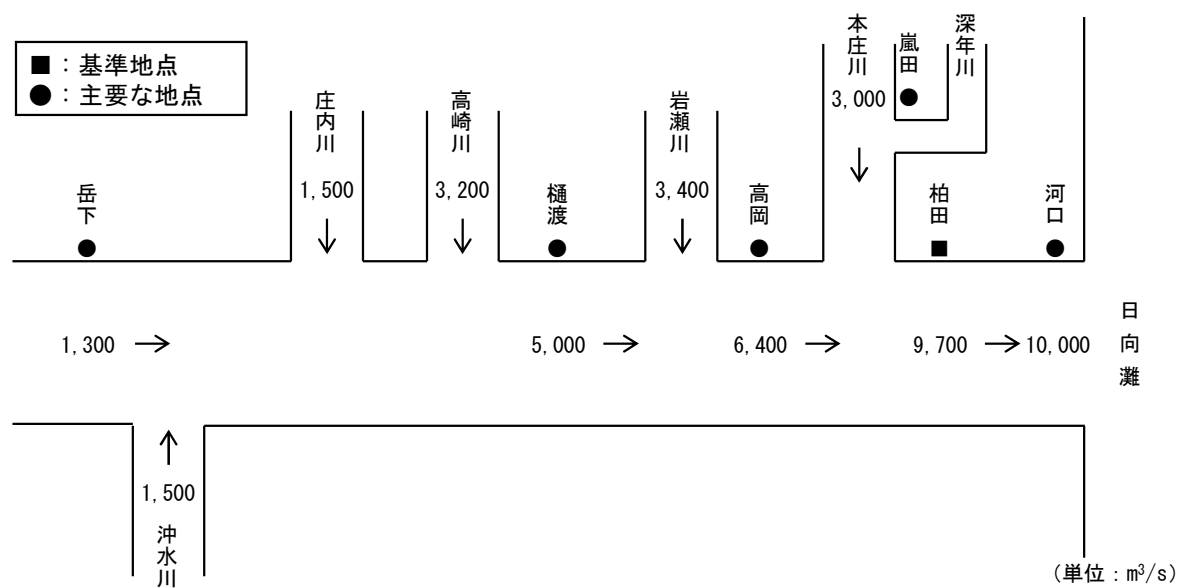 ■：基準地点
●：主要な地点
本庄川
嵐田
深年川
3,000
庄内川
高崎川
岩瀬川
岳下
1,500
3,200
樋渡
3,400
高岡
柏田
河口
1,300
5,000
6,400
9,700
10,000
日向灘
1,500
沖水川
(単位：m³/s)